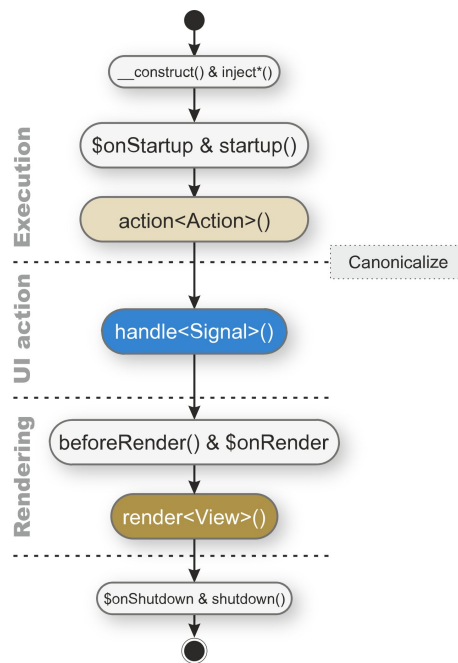 __construct() & inject*()
Execution
$onStartup & startup()
action<Action>()
Canonicalize
UI action
handle<Signal>()
Rendering
beforeRender() & $onRender
render<View>()
$onShutdown & shutdown()